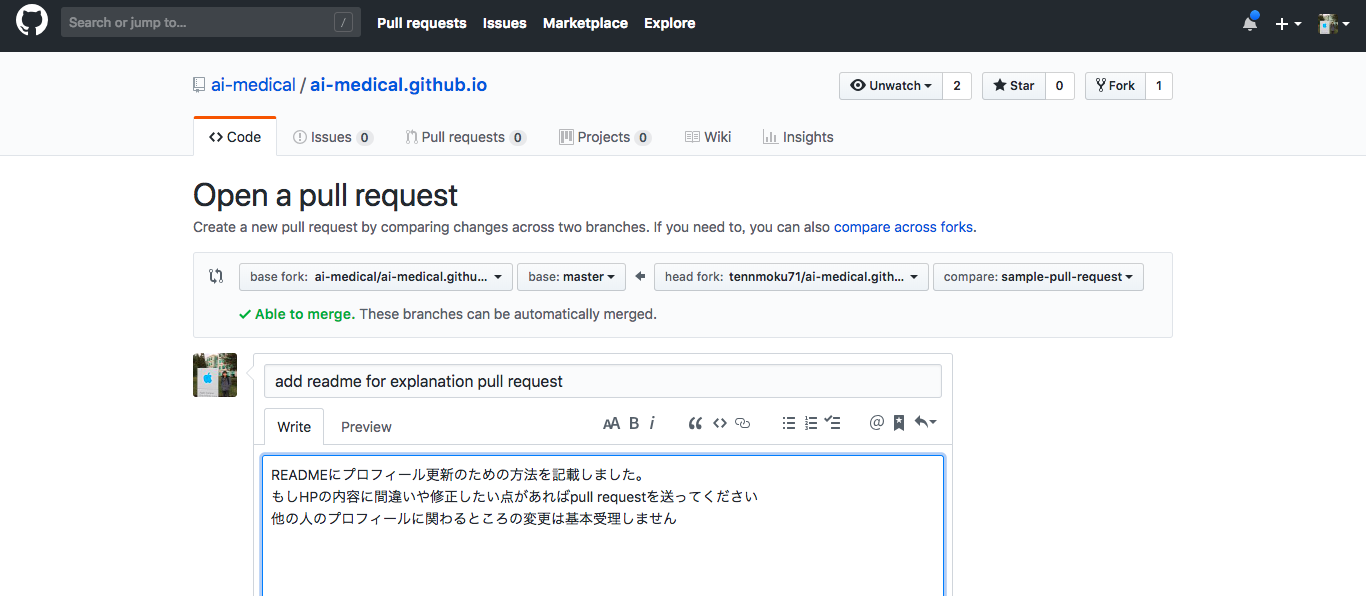 Search or jump to... /
Pull requests Issues Marketplace Explore
ai-medical / ai-medical.github.io
Unwatch 2 Star 0 Fork 1
Code Issues 0 Pull requests 0 Projects 0 Wiki Insights
Open a pull request
Create a new pull request by comparing changes across two branches. If you need to, you can also compare across forks.
base fork: ai-medical/ai-medical.githu... base: master head fork: tennmoku71/ai-medical.gith... compare: sample-pull-request
Able to merge. These branches can be automatically merged.
add readme for explanation pull request
Write Preview AA B i @
READMEにプロフィール更新のための方法を記載しました。
もしHPの内容に間違いや修正したい点があればpull requestを送ってください
他の人のプロフィールに関わるところの変更は基本受理しません